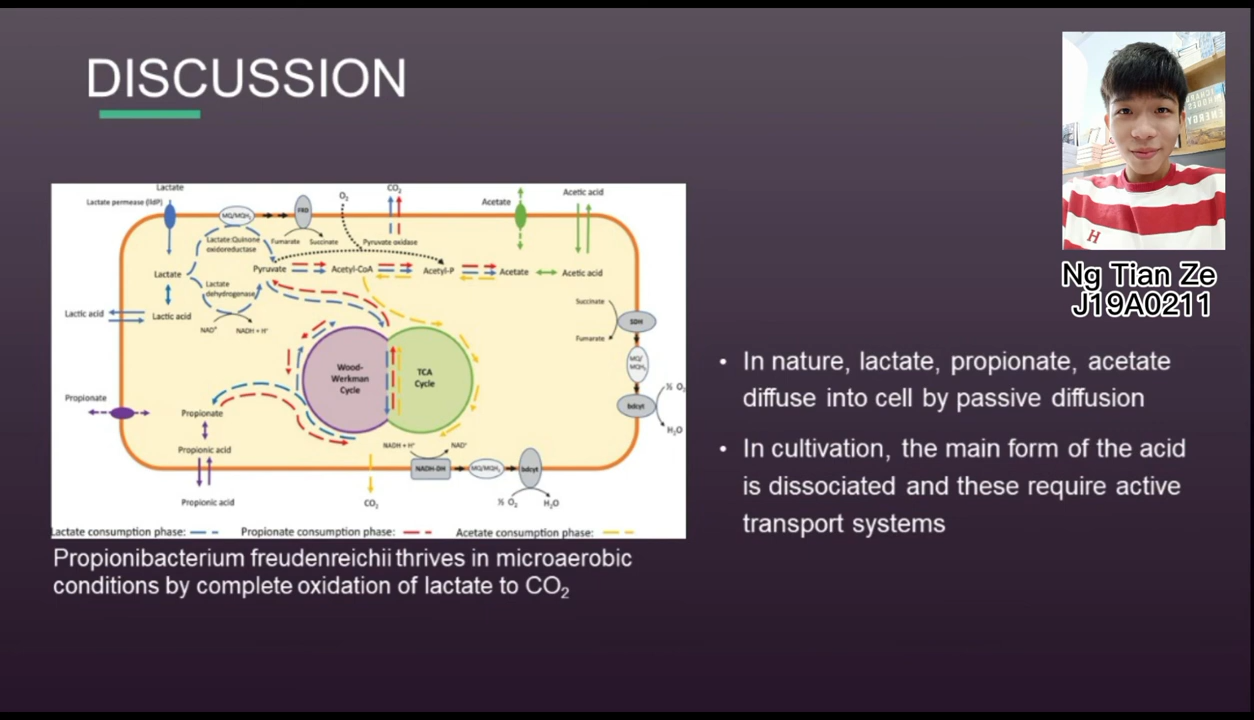 DISCUSSION
Ng Tian Ze
J19A0211
Lactate
Lactate permease (lldP)
MQ/MQH₂
FRD
O₂
CO₂
Acetate
Acetic acid
Lactate:Quinone
oxidoreductase
Fumarate
Succinate
Pyruvate oxidase
Lactate
Pyruvate
Acetyl-CoA
Acetyl-P
Acetate
Acetic acid
Lactate
dehydrogenase
Lactic acid
Lactic acid
NAD⁺
NADH + H⁺
Succinate
SDH
Fumarate
MQ/
MQH₂
Wood-
Werkman
Cycle
TCA
Cycle
½ O₂
bdcyt
H₂O
Propionate
Propionate
Propionic acid
NADH + H⁺
NAD⁺
NADH-DH
MQ/MQH₂
bdcyt
Propionic acid
CO₂
½ O₂
H₂O
Lactate consumption phase:
Propionate consumption phase:
Acetate consumption phase:
Propionibacterium freudenreichii thrives in microaerobic
conditions by complete oxidation of lactate to CO₂
• In nature, lactate, propionate, acetate
diffuse into cell by passive diffusion
• In cultivation, the main form of the acid
is dissociated and these require active
transport systems